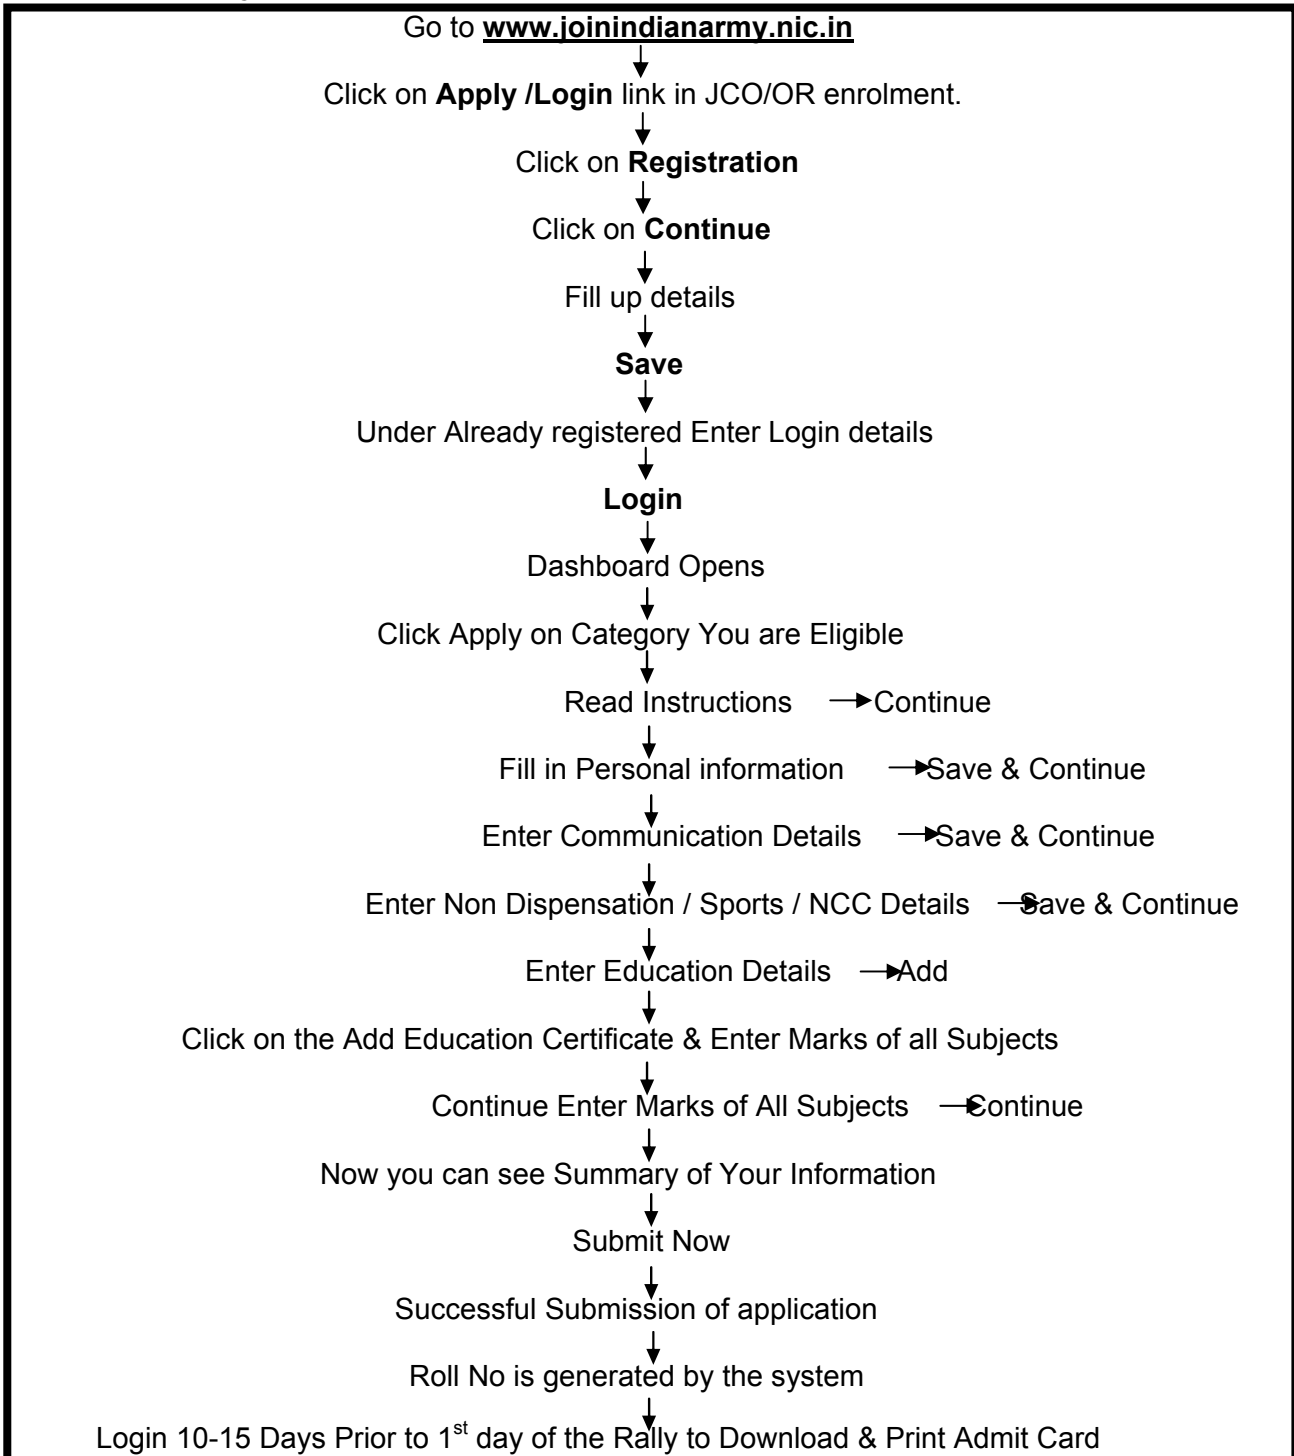 Go to www.joinindianarmy.nic.in
Click on Apply /Login link in JCO/OR enrolment.
Click on Registration
Click on Continue
Fill up details
Save
Under Already registered Enter Login details
Login
Dashboard Opens
Click Apply on Category You are Eligible
Read Instructions Continue
Fill in Personal information Save & Continue
Enter Communication Details Save & Continue
Enter Non Dispensation / Sports / NCC Details Save & Continue
Enter Education Details Add
Click on the Add Education Certificate & Enter Marks of all Subjects
Continue Enter Marks of All Subjects Continue
Now you can see Summary of Your Information
Submit Now
Successful Submission of application
Roll No is generated by the system
Login 10-15 Days Prior to 1st day of the Rally to Download & Print Admit Card